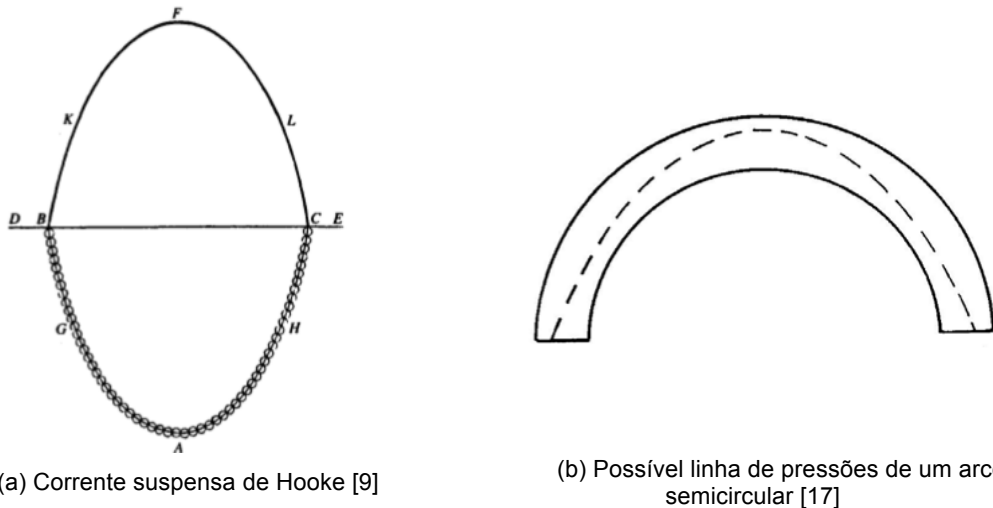 F
K L
D B C E
G H
A
(a) Corrente suspensa de Hooke [9]
(b) Possível linha de pressões de um arc
semicircular [17]